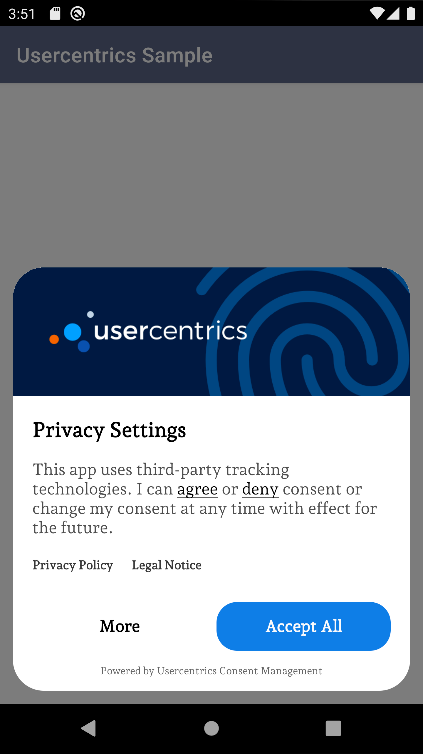 3:51
Usercentrics Sample
usercentrics
Privacy Settings
This app uses third-party tracking
technologies. I can agree or deny consent or
change my consent at any time with effect for
the future.
Privacy Policy Legal Notice
More Accept All
Powered by Usercentrics Consent Management